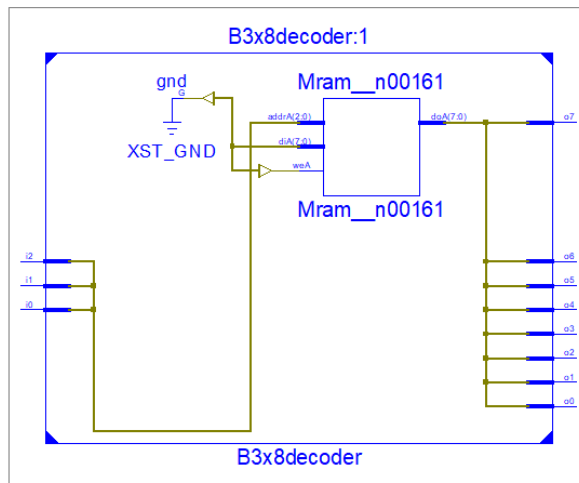 B3x8decoder:1
gnd
G
XST_GND
Mram__n00161
addrA(2:0)
diA(7:0)
weA
doA(7:0)
Mram__n00161
o7
i2
i1
i0
o6
o5
o4
o3
o2
o1
o0
B3x8decoder